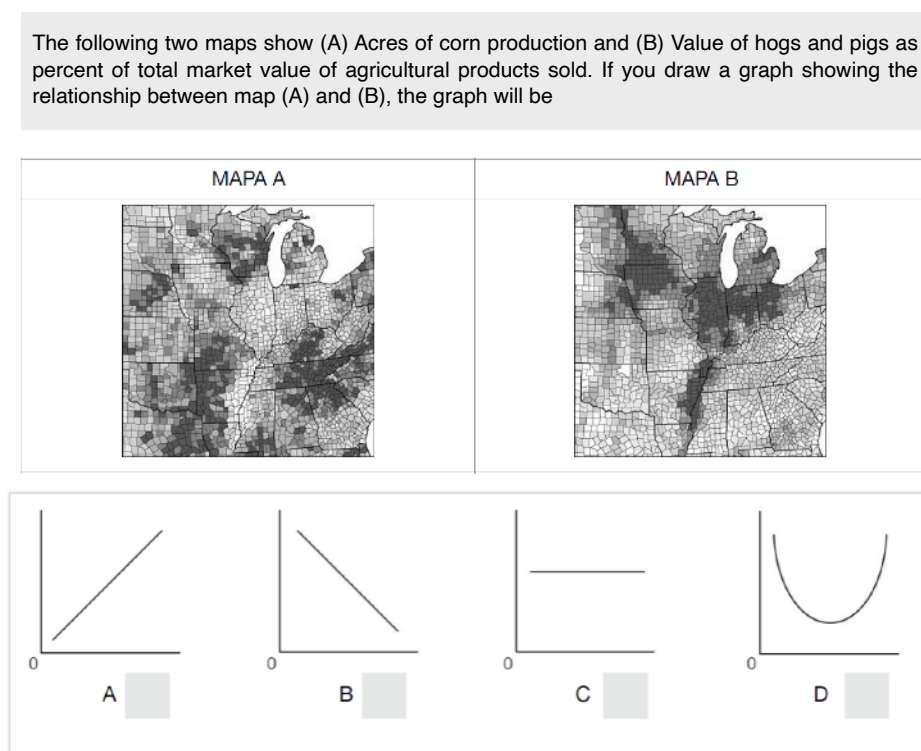 The following two maps show (A) Acres of corn production and (B) Value of hogs and pigs as
percent of total market value of agricultural products sold. If you draw a graph showing the
relationship between map (A) and (B), the graph will be
MAPA A
MAPA B
0
0
0
0
A
B
C
D